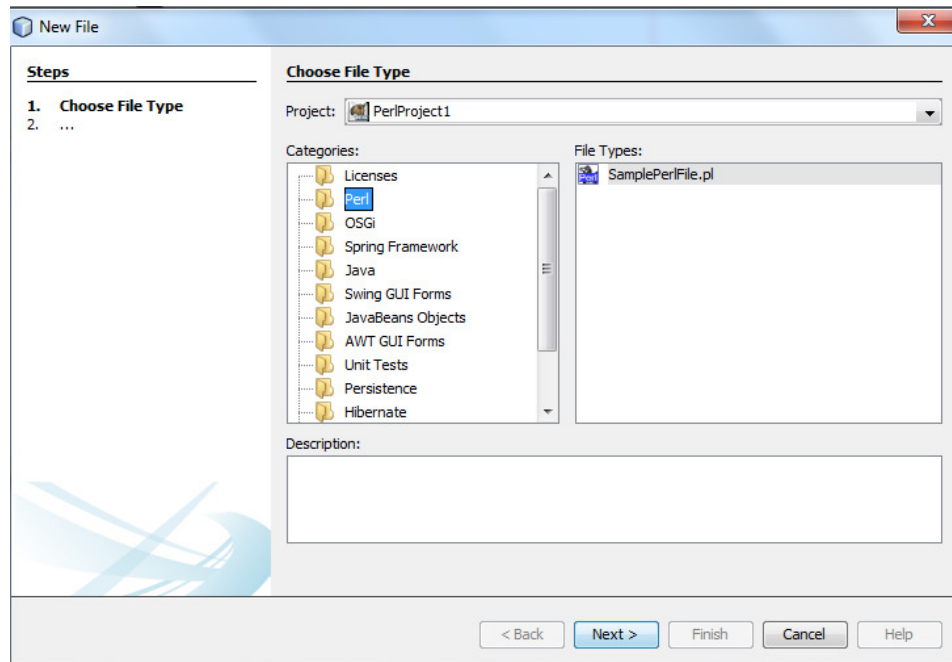 New File
Steps
1. Choose File Type
2. ...
Choose File Type
Project: PerlProject1
Categories:
Licenses
Perl
OSGi
Spring Framework
Java
Swing GUI Forms
JavaBeans Objects
AWT GUI Forms
Unit Tests
Persistence
Hibernate
File Types:
Perl SamplePerlFile.pl
Description:
< Back Next > Finish Cancel Help